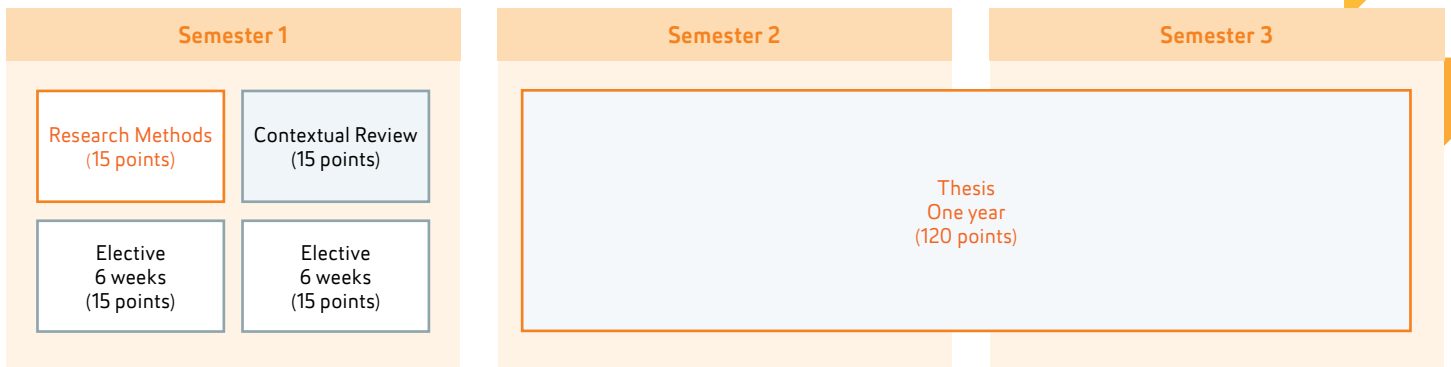 Semester 1
Semester 2
Semester 3
Research Methods
(15 points)
Contextual Review
(15 points)
Elective
6 weeks
(15 points)
Elective
6 weeks
(15 points)
Thesis
One year
(120 points)